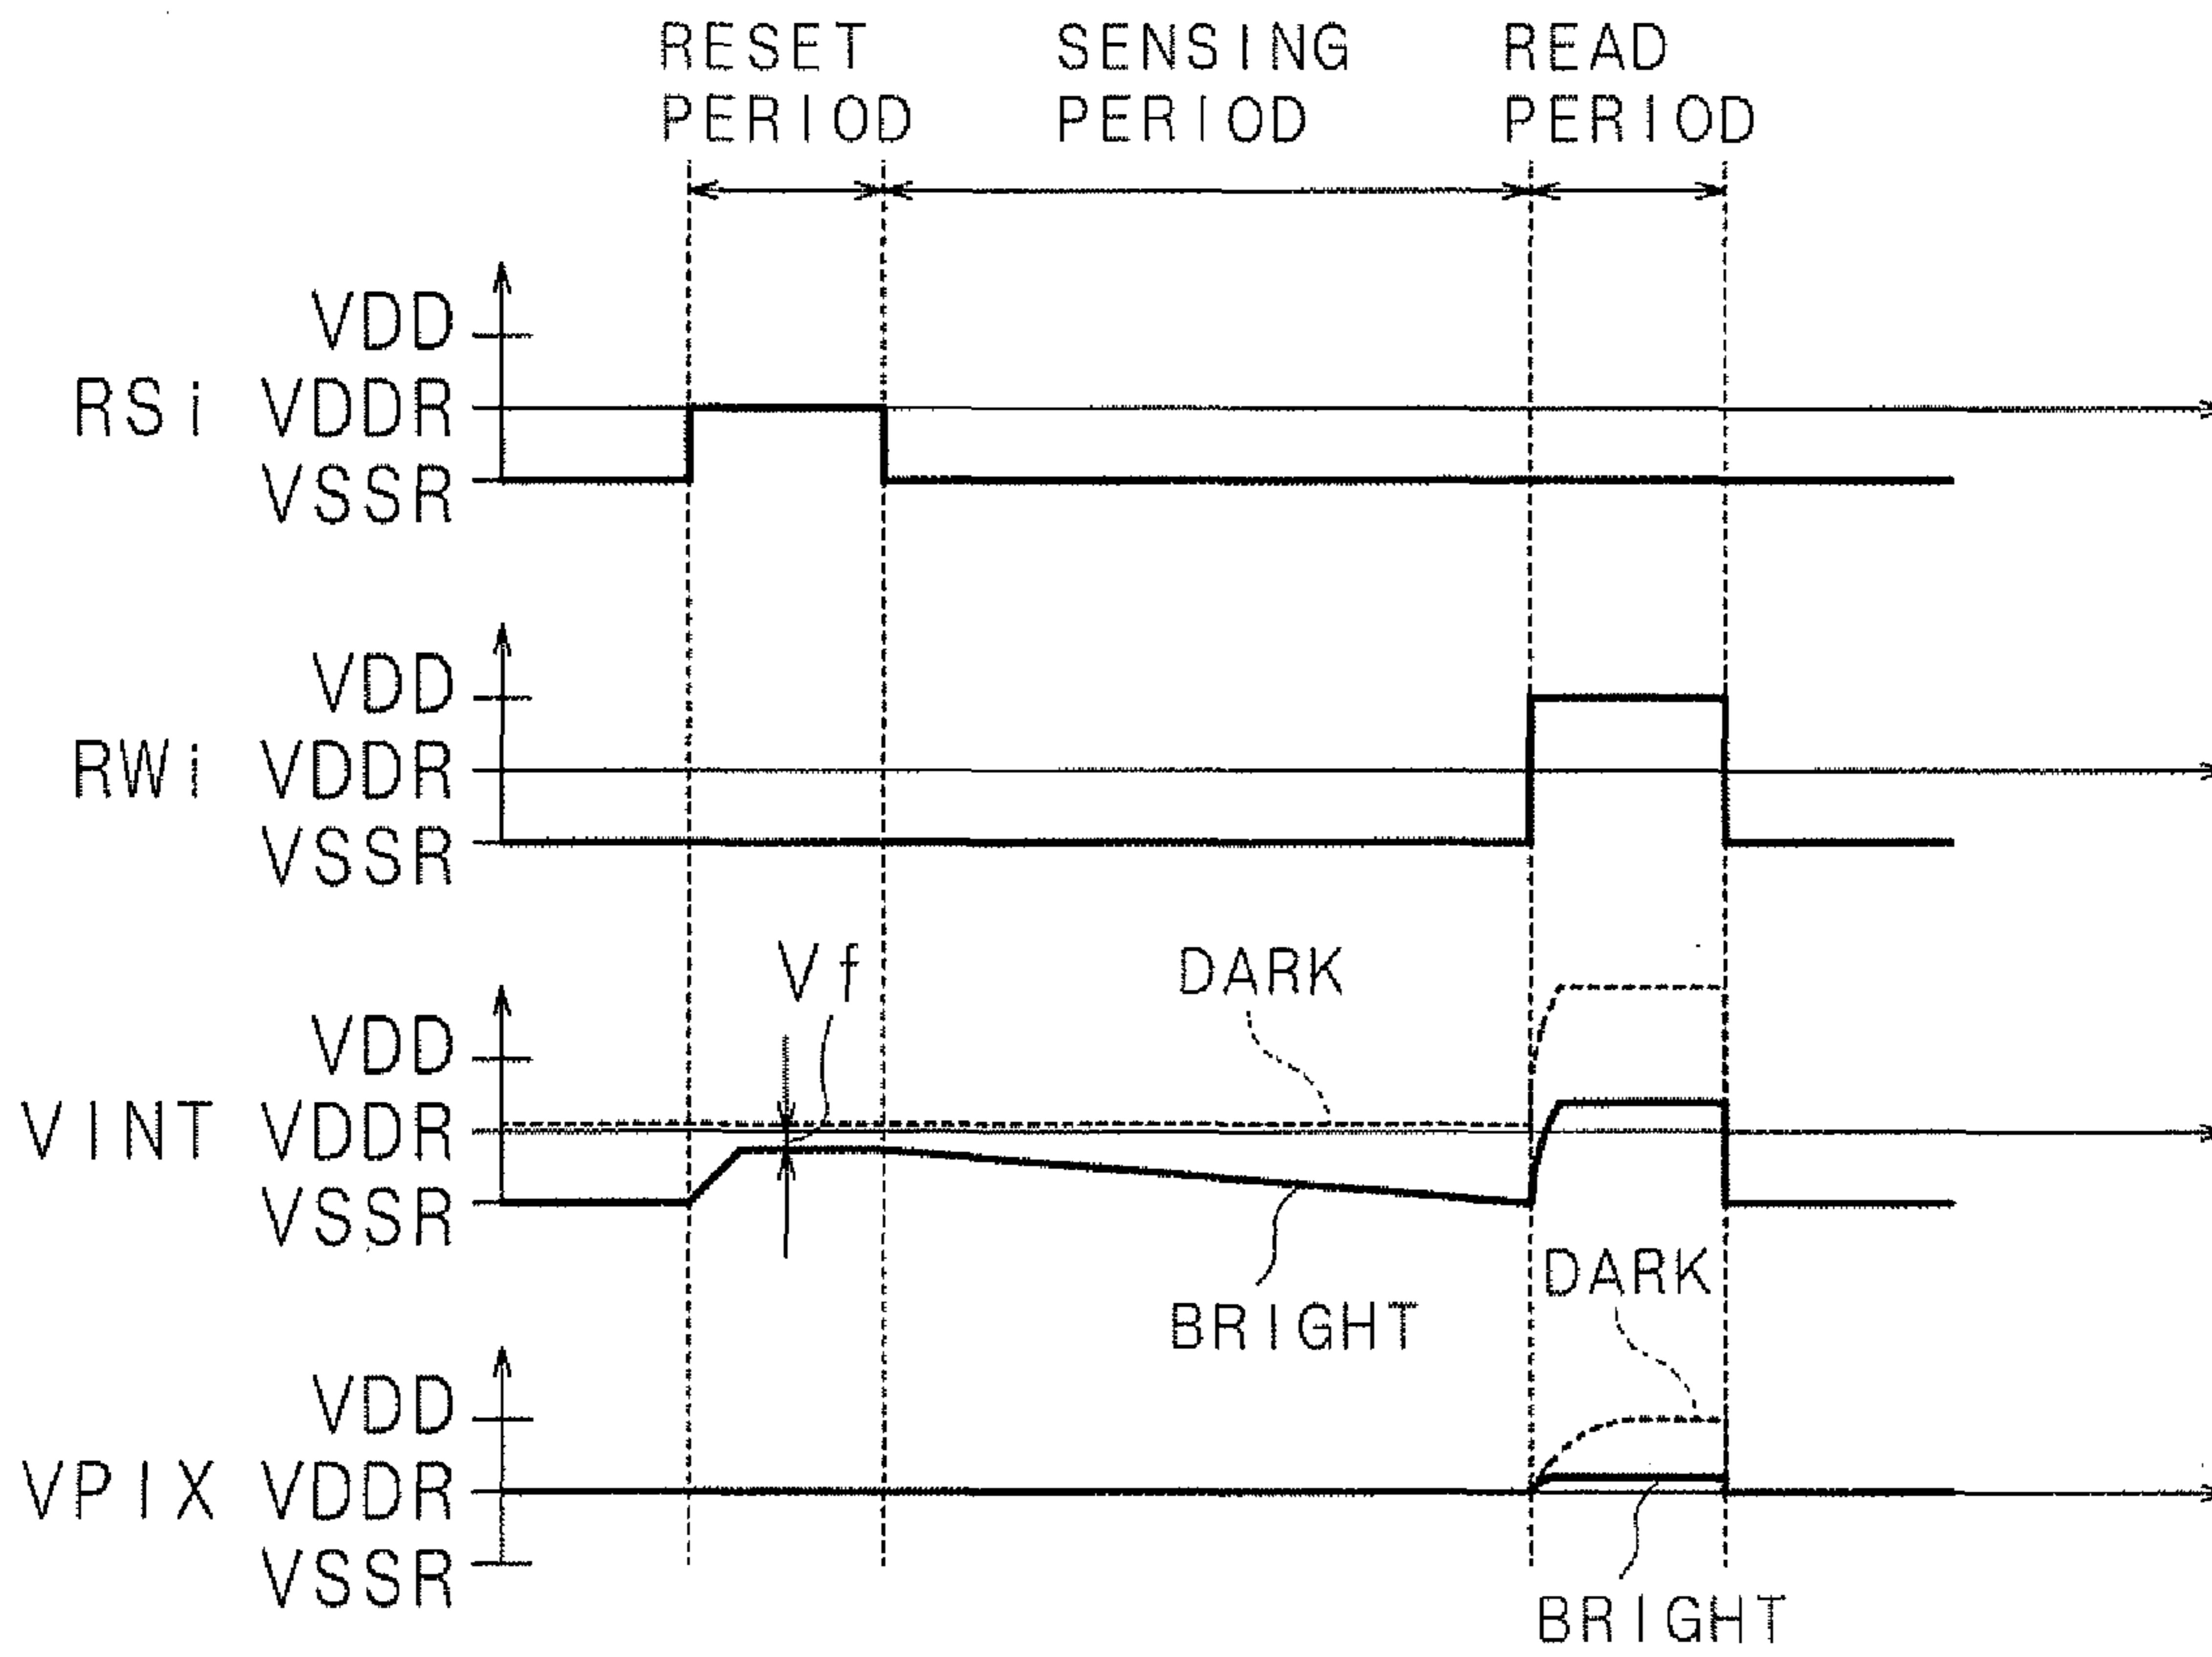 RESET PERIOD
SENSING PERIOD
READ PERIOD
VDD
RSi VDDR
VSSR
VDD
RWi VDDR
VSSR
Vf
DARK
VDD
VINT VDDR
VSSR
BRIGHT
DARK
VDD
VPIX VDDR
VSSR
BRIGHT